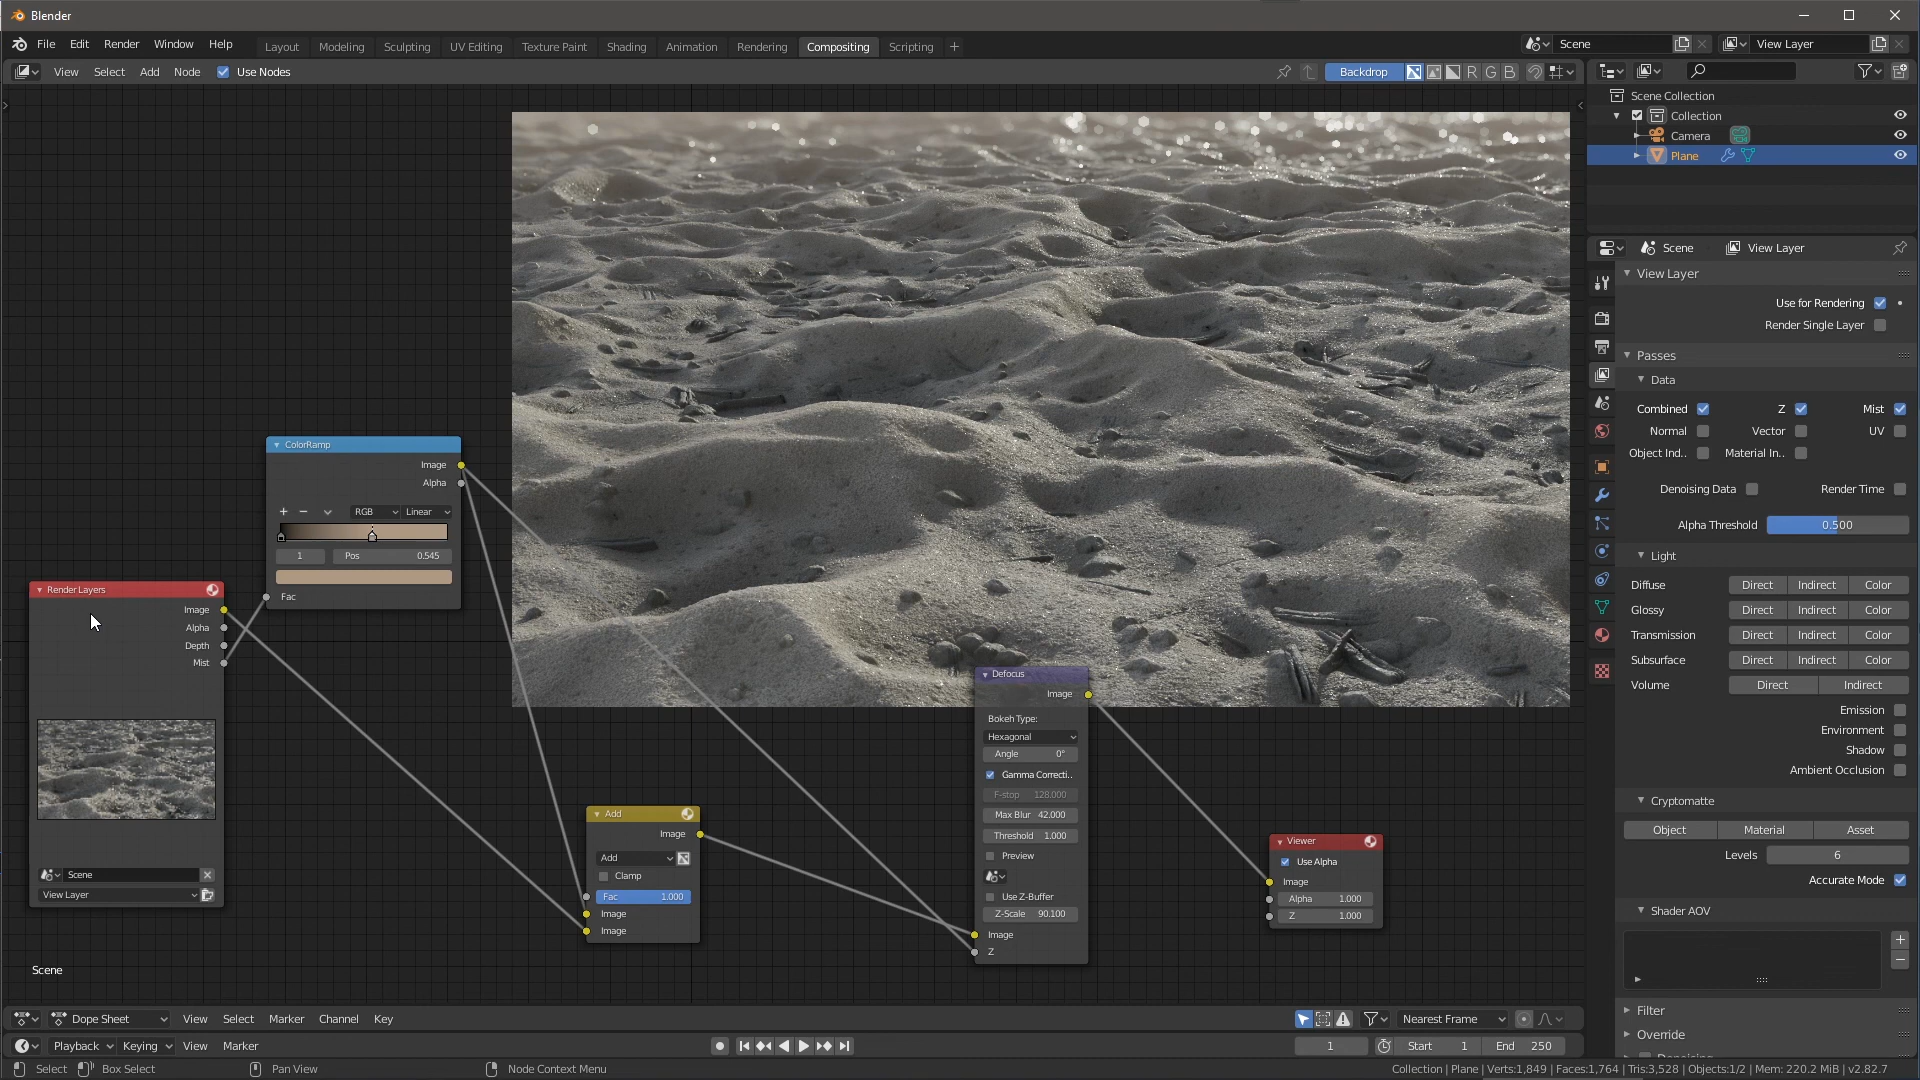 Blender
File Edit Render Window Help Layout Modeling Sculpting UV Editing Texture Paint Shading Animation Rendering Compositing Scripting + Scene View Layer
View Select Add Node Use Nodes Backdrop R G B
Scene Collection
Collection
Camera
Plane
Scene View Layer
View Layer
Use for Rendering
Render Single Layer
Passes
Data
Combined Z Mist
Normal Vector UV
Object Ind.. Material In..
Denoising Data Render Time
Alpha Threshold 0.500
Light
Diffuse Direct Indirect Color
Glossy Direct Indirect Color
Transmission Direct Indirect Color
Subsurface Direct Indirect Color
Volume Direct Indirect
Emission
Environment
Shadow
Ambient Occlusion
Cryptomatte
Object Material Asset
Levels 6
Accurate Mode
Shader AOV
Filter
Override
ColorRamp
Image
Alpha
+ − RGB Linear
1 Pos 0.545
Fac
Render Layers
Image
Alpha
Depth
Mist
Scene
View Layer
Add
Image
Add
Clamp
Fac 1.000
Image
Image
Defocus
Image
Bokeh Type:
Hexagonal
Angle 0°
Gamma Correcti..
F-stop 128.000
Max Blur 42.000
Threshold 1.000
Preview
Use Z-Buffer
Z-Scale 90.100
Image
Z
Viewer
Use Alpha
Image
Alpha 1.000
Z 1.000
Scene
Dope Sheet View Select Marker Channel Key Nearest Frame
Playback Keying View Marker 1 Start 1 End 250
Select Box Select Pan View Node Context Menu Collection | Plane | Verts:1,849 | Faces:1,764 | Tris:3,528 | Objects:1/2 | Mem: 220.2 MiB | v2.82.7